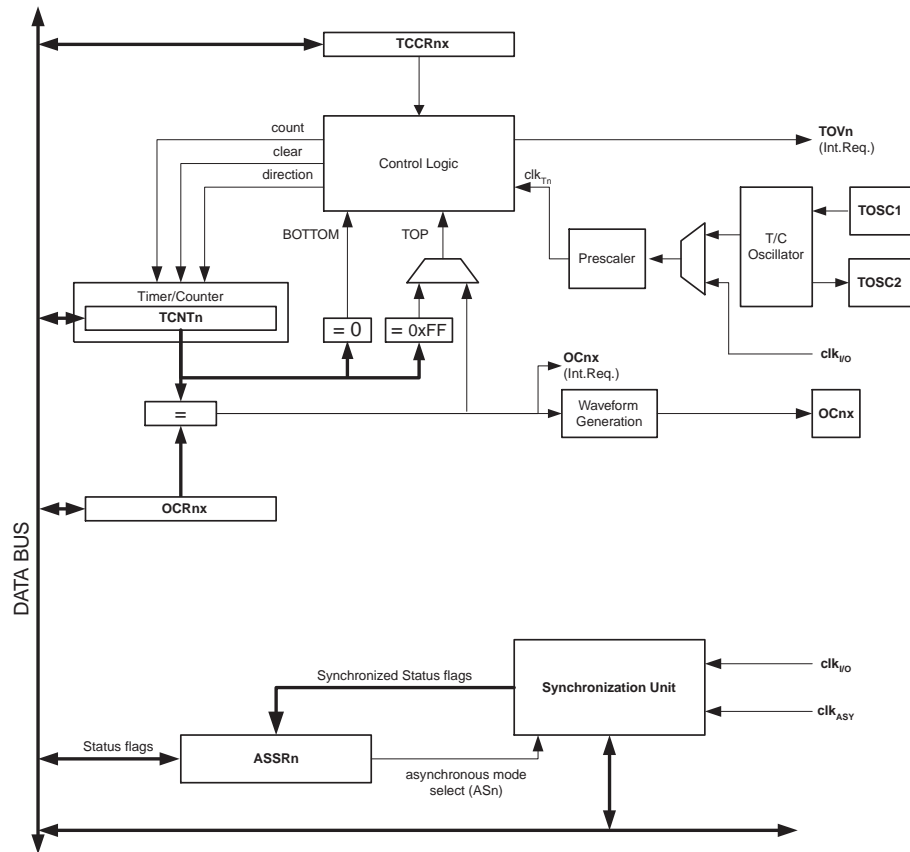 TCCRnx
count
clear
direction
Control Logic
TOVn
(Int.Req.)
clkTn
BOTTOM
TOP
TOSC1
T/C
Oscillator
Prescaler
TOSC2
Timer/Counter
TCNTn
= 0
= 0xFF
clkI/O
OCnx
(Int.Req.)
=
Waveform
Generation
OCnx
OCRnx
DATA BUS
Synchronized Status flags
Synchronization Unit
clkI/O
clkASY
Status flags
ASSRn
asynchronous mode
select (ASn)